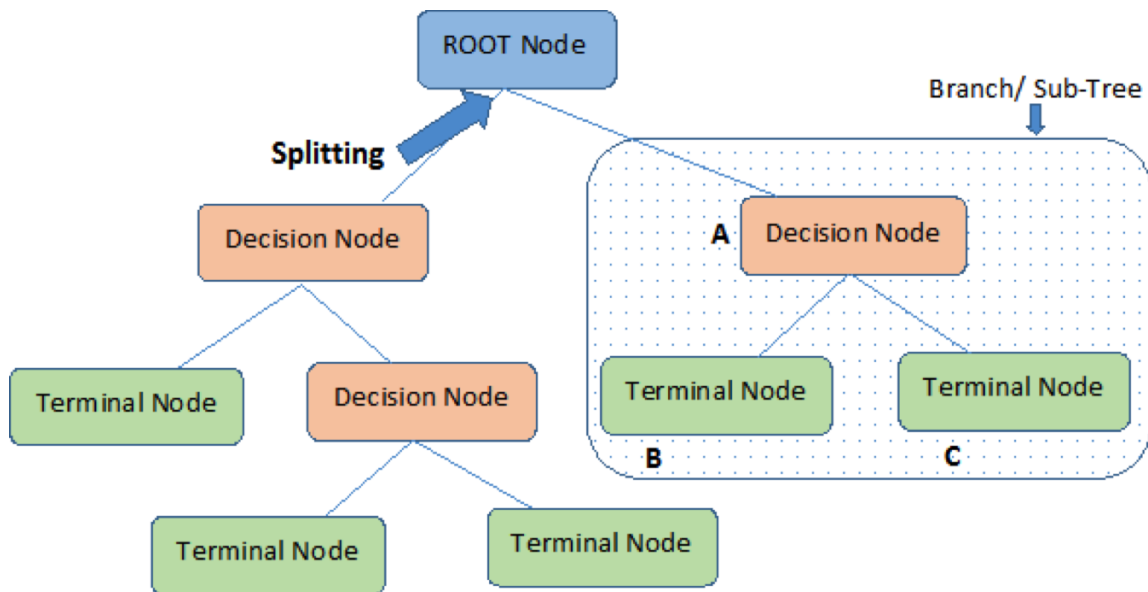 ROOT Node
Branch/ Sub-Tree
Splitting
Decision Node
A
Decision Node
Terminal Node
Decision Node
Terminal Node
Terminal Node
B
C
Terminal Node
Terminal Node